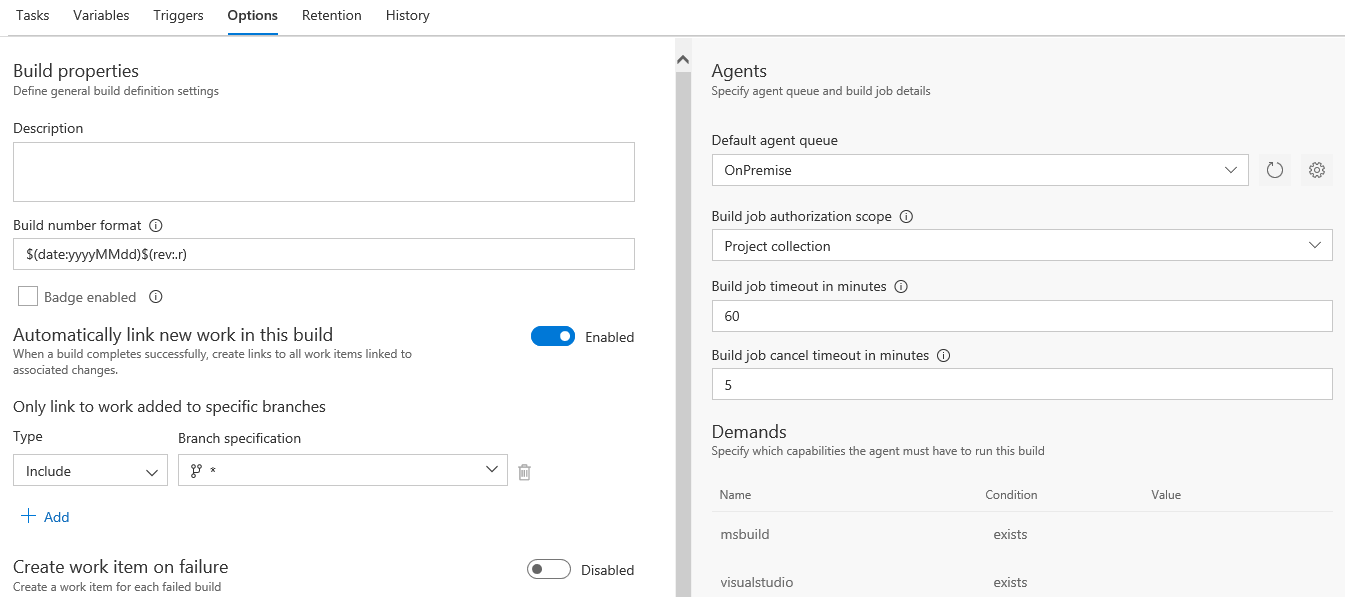 Tasks Variables Triggers Options Retention History
Build properties
Define general build definition settings
Description
Build number format
$(date:yyyyMMdd)$(rev:.r)
Badge enabled
Automatically link new work in this build
Enabled
When a build completes successfully, create links to all work items linked to
associated changes.
Only link to work added to specific branches
Type Branch specification
Include *
Add
Create work item on failure
Disabled
Create a work item for each failed build
Agents
Specify agent queue and build job details
Default agent queue
OnPremise
Build job authorization scope
Project collection
Build job timeout in minutes
60
Build job cancel timeout in minutes
5
Demands
Specify which capabilities the agent must have to run this build
Name Condition Value
msbuild exists
visualstudio exists